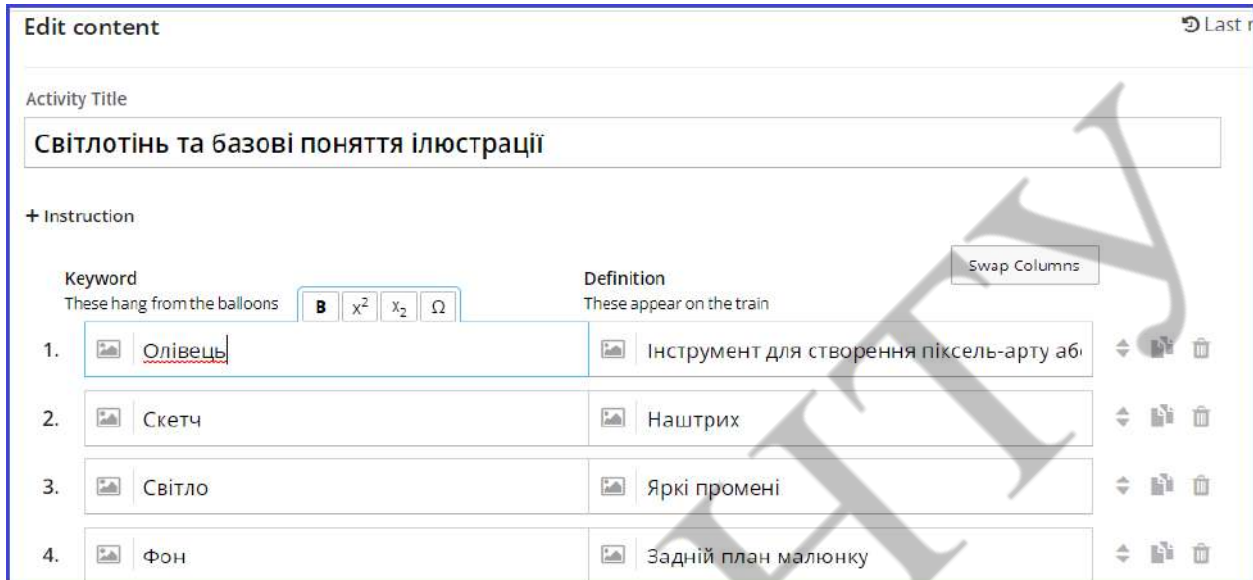 Edit content
Last
Activity Title
Світлотінь та базові поняття ілюстрації
+ Instruction
Swap Columns
Keyword
Definition
These hang from the balloons
B x² x₂ Ω
These appear on the train
1. Олівець Інструмент для створення піксель-арту або
2. Скетч Наштрих
3. Світло Яркі промені
4. Фон Задній план малюнку
НТУ